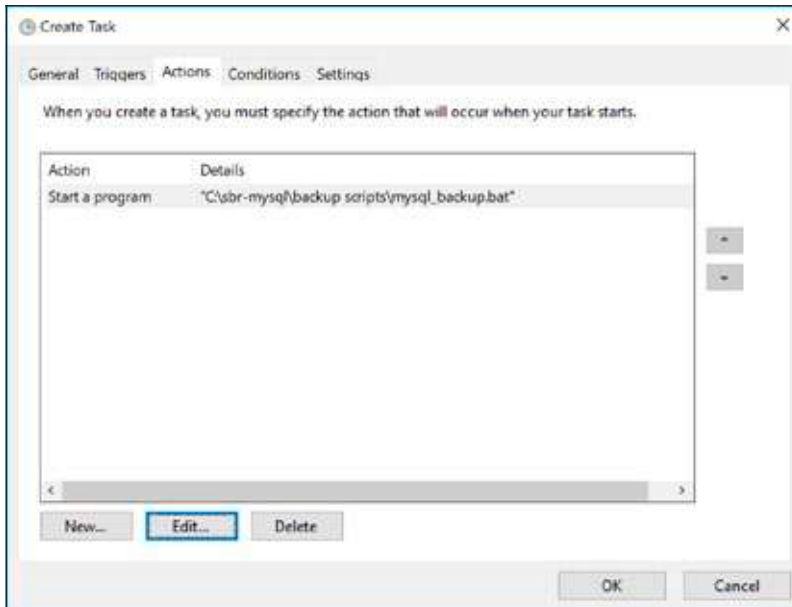 Create Task
General Triggers Actions Conditions Settings
When you create a task, you must specify the action that will occur when your task starts.
Action Details
Start a program "C:\sbr-mysql\backup scripts\mysql_backup.bat"
New... Edit... Delete
OK Cancel